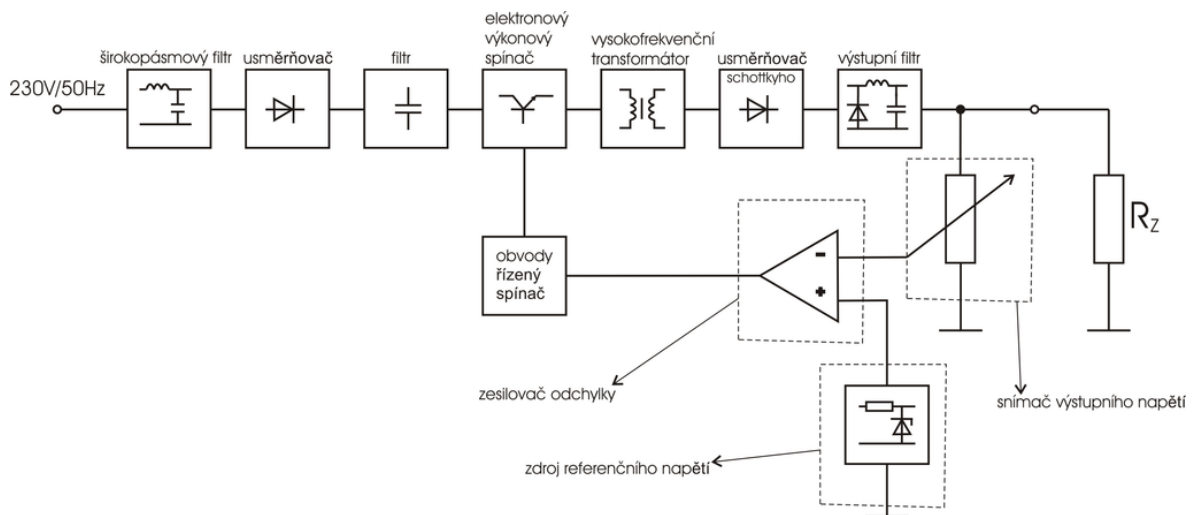 elektronový
výkonový
spínač
širokopásmový filtr
usměrňovač
filtr
vysokofrekvenční
transformátor
usměrňovač
schottkyho
výstupní filtr
230V/50Hz
RZ
obvody
řízený
spínač
-
+
zesilovač odchylky
snímač výstupního napětí
zdroj referenčního napětí